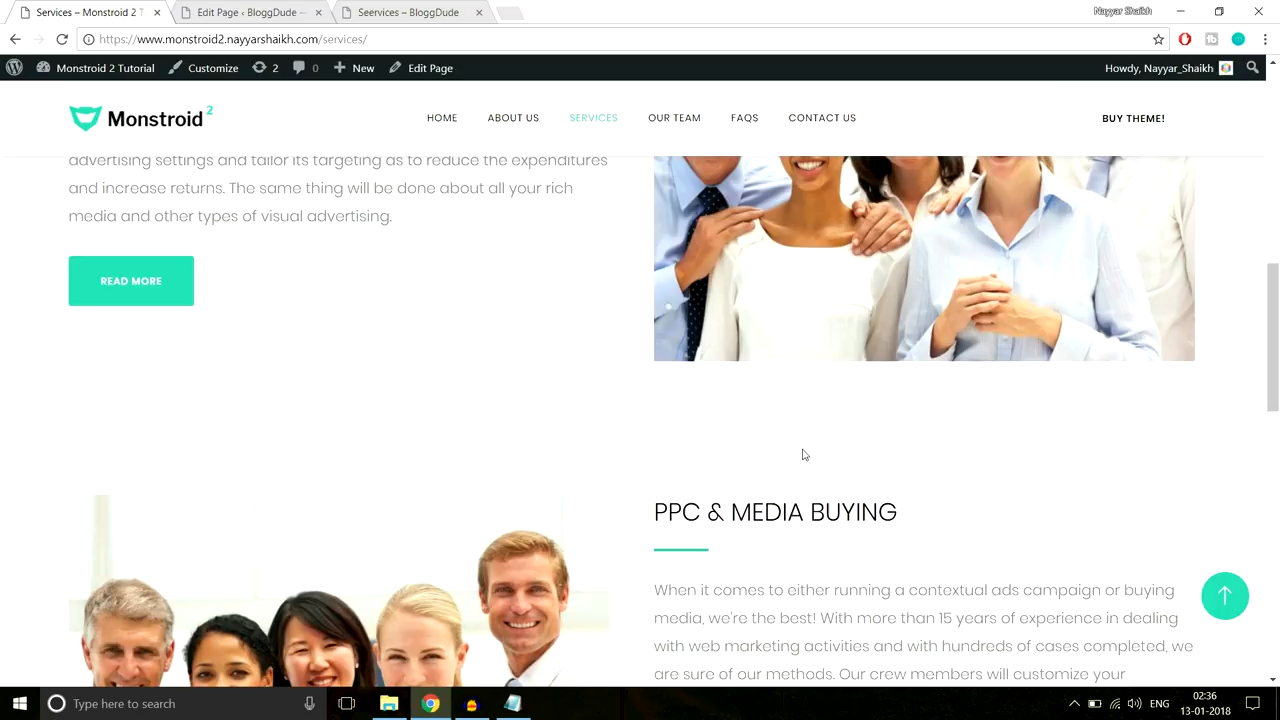 Services – Monstroid 2 T
Edit Page ‹ BloggDude —
Seervices – BloggDude
Nayyar Shaikh
https://www.monstroid2.nayyarshaikh.com/services/
Monstroid 2 Tutorial
Customize
2
0
New
Edit Page
Howdy, Nayyar_Shaikh
Monstroid 2
HOME
ABOUT US
SERVICES
OUR TEAM
FAQS
CONTACT US
BUY THEME!
advertising settings and tailor its targeting as to reduce the expenditures
and increase returns. The same thing will be done about all your rich
media and other types of visual advertising.
READ MORE
PPC & MEDIA BUYING
When it comes to either running a contextual ads campaign or buying
media, we're the best! With more than 15 years of experience in dealing
with web marketing activities and with hundreds of cases completed, we
are sure of our methods. Our crew members will customize your
Type here to search
ENG
02:36
13-01-2018